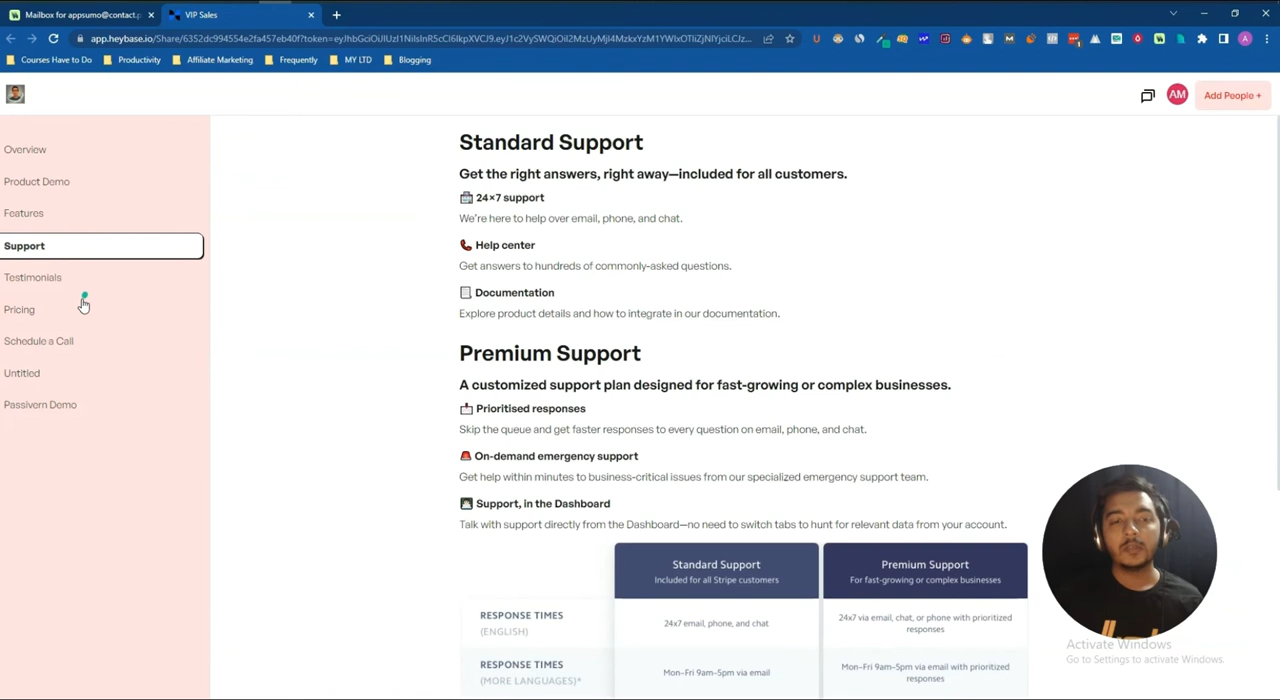 Mailbox for appsumo@contact.p
VIP Sales
app.heybase.io/Share/6352dc994554e2fa457eb40f?token=
Courses Have to Do
Productivity
Affiliate Marketing
Frequently
MY LTD
Blogging
AM
Add People +
Overview
Product Demo
Features
Support
Testimonials
Pricing
Schedule a Call
Untitled
Passivern Demo
Standard Support
Get the right answers, right away—included for all customers.
24×7 support
We're here to help over email, phone, and chat.
Help center
Get answers to hundreds of commonly-asked questions.
Documentation
Explore product details and how to integrate in our documentation.
Premium Support
A customized support plan designed for fast-growing or complex businesses.
Prioritised responses
Skip the queue and get faster responses to every question on email, phone, and chat.
On-demand emergency support
Get help within minutes to business-critical issues from our specialized emergency support team.
Support, in the Dashboard
Talk with support directly from the Dashboard—no need to switch tabs to hunt for relevant data from your account.
Standard Support
Included for all Stripe customers
Premium Support
For fast-growing or complex businesses
RESPONSE TIMES
(ENGLISH)
24x7 email, phone, and chat
24x7 via email, chat, or phone with prioritized
responses
RESPONSE TIMES
(MORE LANGUAGES)*
Mon–Fri 9am–5pm via email
Mon–Fri 9am–5pm via email with prioritized
responses
Activate Windows
Go to Settings to activate Windows.